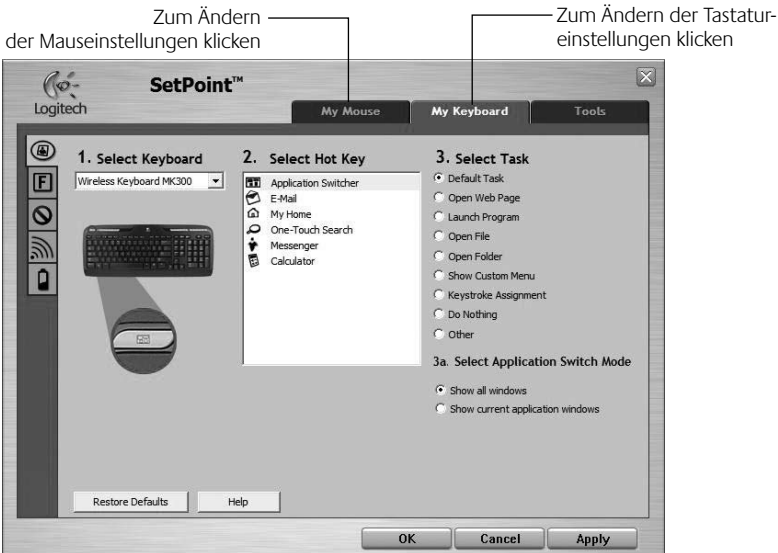 Zum Ändern
der Mauseinstellungen klicken
Zum Ändern der Tastatur-
einstellungen klicken
Logitech
SetPoint™
My Mouse
My Keyboard
Tools
1. Select Keyboard
Wireless Keyboard MK300
2. Select Hot Key
Application Switcher
E-Mail
My Home
One-Touch Search
Messenger
Calculator
3. Select Task
Default Task
Open Web Page
Launch Program
Open File
Open Folder
Show Custom Menu
Keystroke Assignment
Do Nothing
Other
3a. Select Application Switch Mode
Show all windows
Show current application windows
Restore Defaults
Help
OK
Cancel
Apply